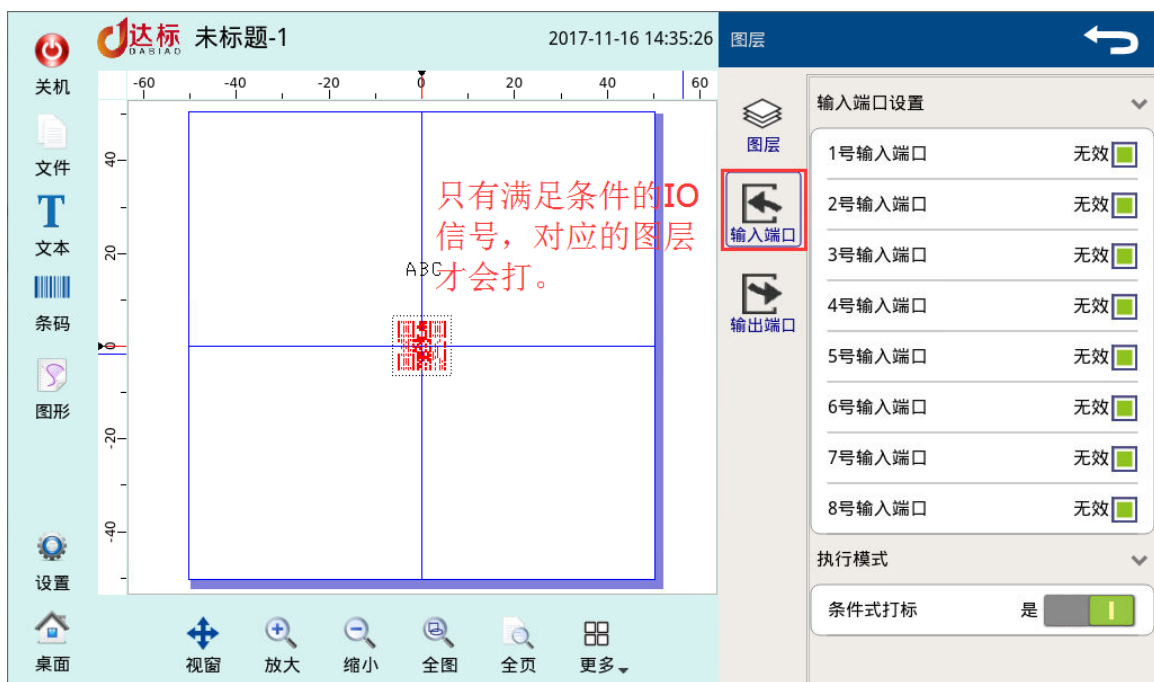 达标
DABIAO
未标题-1
2017-11-16 14:35:26
图层
关机
文件
文本
条码
图形
设置
桌面
-60 -40 -20 0 20 40 60
40
20
0
-20
-40
只有满足条件的IO
信号，对应的图层
才会打。
ABC
视窗
放大
缩小
全图
全页
更多
图层
输入端口
输出端口
输入端口设置
1号输入端口 无效
2号输入端口 无效
3号输入端口 无效
4号输入端口 无效
5号输入端口 无效
6号输入端口 无效
7号输入端口 无效
8号输入端口 无效
执行模式
条件式打标 是